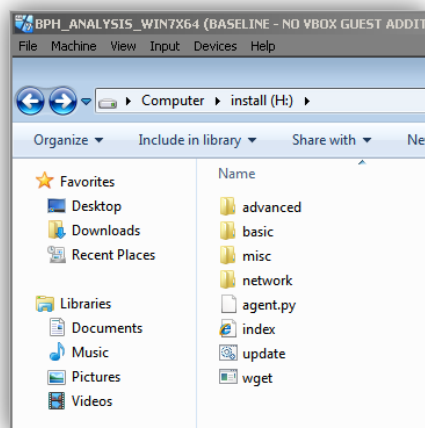 BPH_ANALYSIS_WIN7X64 (BASELINE - NO VBOX GUEST ADDIT
File Machine View Input Devices Help
Computer install (H:)
Organize Include in library Share with Ne
Name
Favorites
Desktop
Downloads
Recent Places
Libraries
Documents
Music
Pictures
Videos
advanced
basic
misc
network
agent.py
index
update
wget